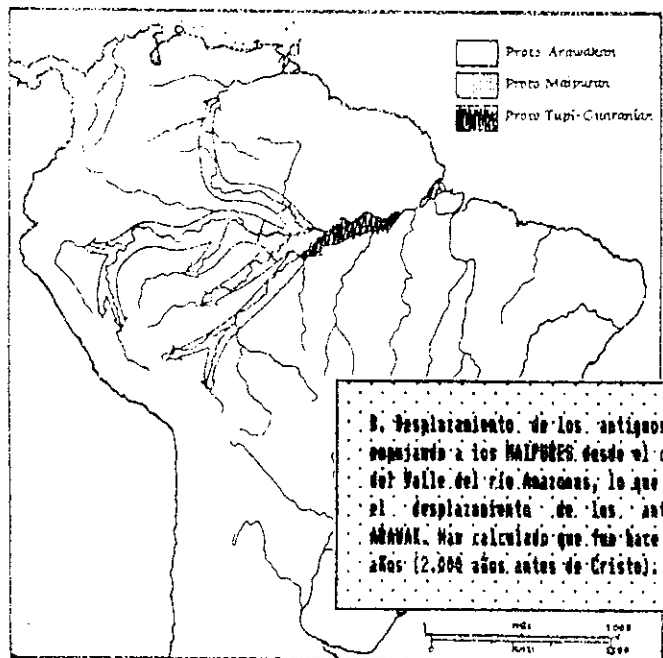 Proto Arawakan
Proto Maipuran
Proto Tupi-Guaranian
B. Desplazamiento de los antiguos
empujando a los MAIPURES desde el
del Valle del río Amazonas, lo que
el desplazamiento de los ant
ARAWAK. Han calculado que fue hace
años (2.000 años antes de Cristo).